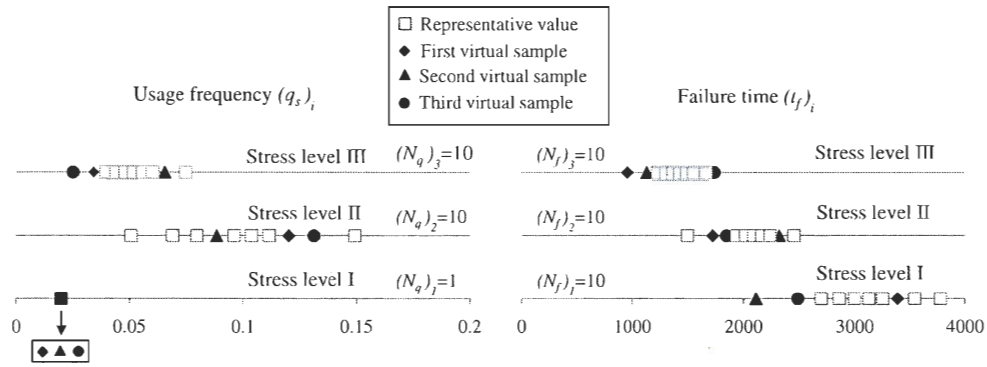 Representative value
First virtual sample
Second virtual sample
Third virtual sample
Usage frequency (q_s)_i
Failure time (t_f)_i
Stress level III
(N_q)_3=10
(N_f)_3=10
Stress level III
Stress level II
(N_q)_2=10
(N_f)_2=10
Stress level II
Stress level I
(N_q)_1=1
(N_f)_1=10
Stress level I
0 0.05 0.1 0.15 0.2
0 1000 2000 3000 4000